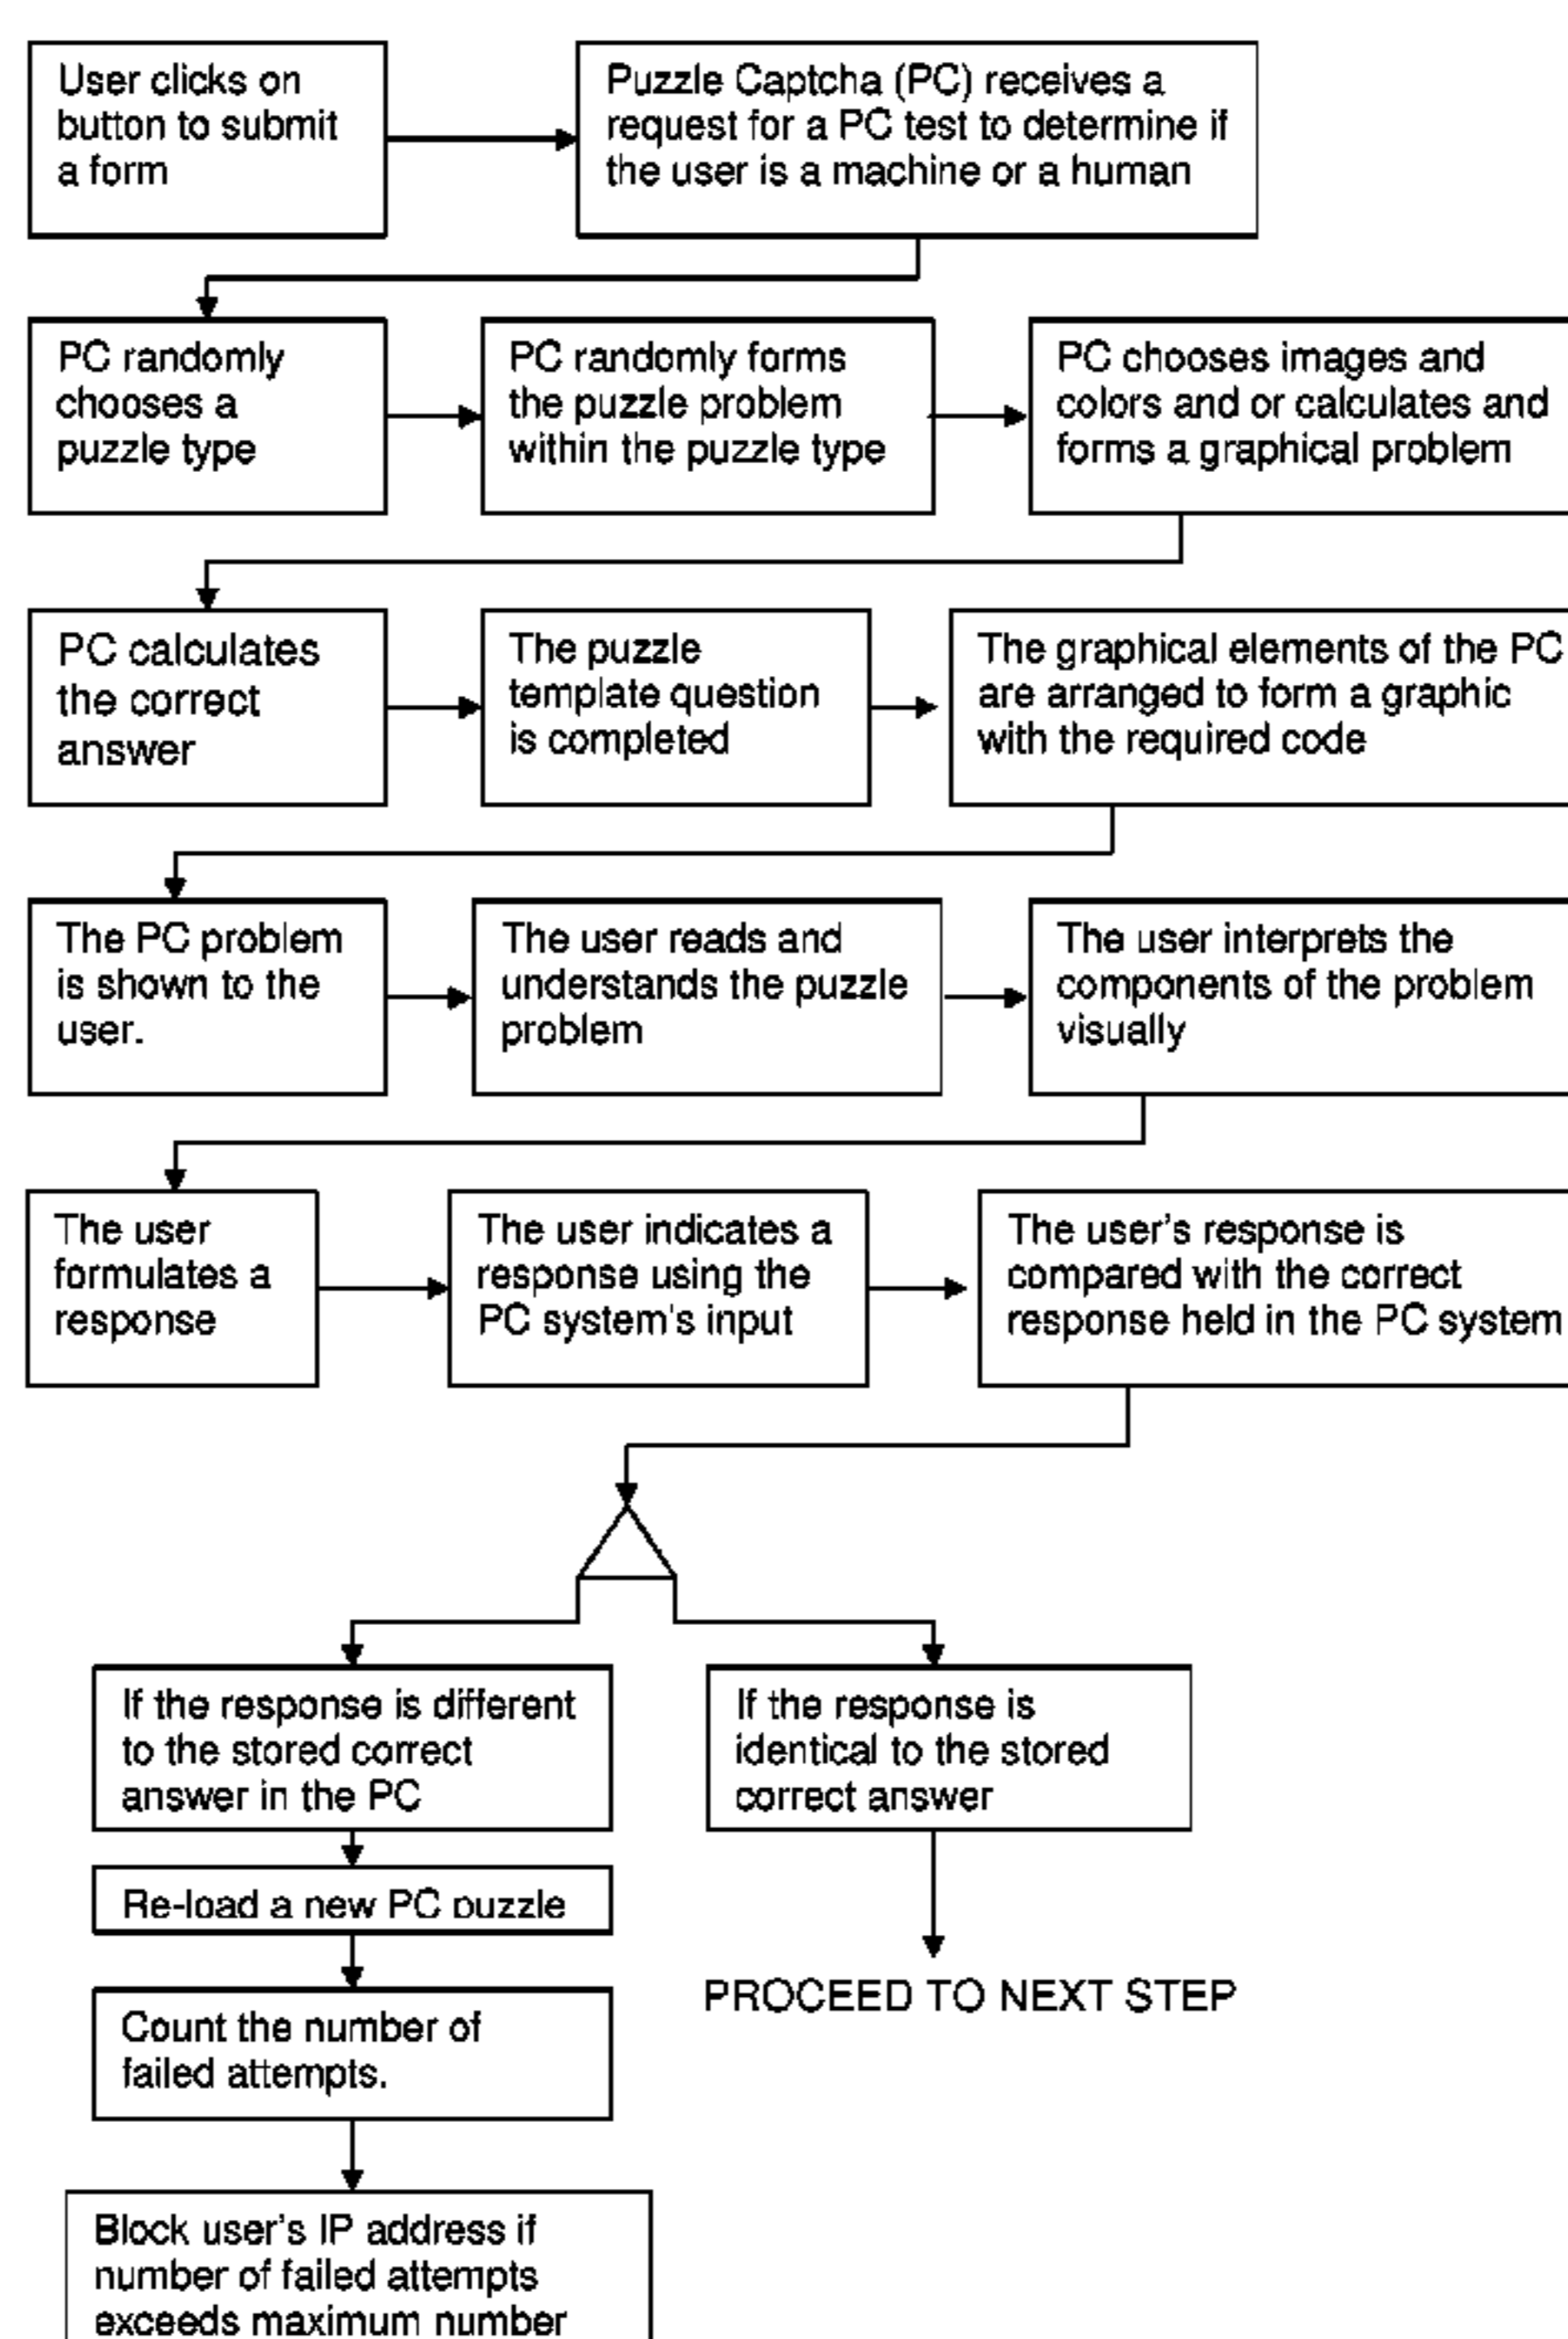 User clicks on
button to submit
a form
Puzzle Captcha (PC) receives a
request for a PC test to determine if
the user is a machine or a human
PC randomly
chooses a
puzzle type
PC randomly forms
the puzzle problem
within the puzzle type
PC chooses images and
colors and or calculates and
forms a graphical problem
PC calculates
the correct
answer
The puzzle
template question
is completed
The graphical elements of the PC
are arranged to form a graphic
with the required code
The PC problem
is shown to the
user.
The user reads and
understands the puzzle
problem
The user interprets the
components of the problem
visually
The user
formulates a
response
The user indicates a
response using the
PC system's input
The user's response is
compared with the correct
response held in the PC system
If the response is different
to the stored correct
answer in the PC
If the response is
identical to the stored
correct answer
Re-load a new PC puzzle
PROCEED TO NEXT STEP
Count the number of
failed attempts.
Block user's IP address if
number of failed attempts
exceeds maximum number